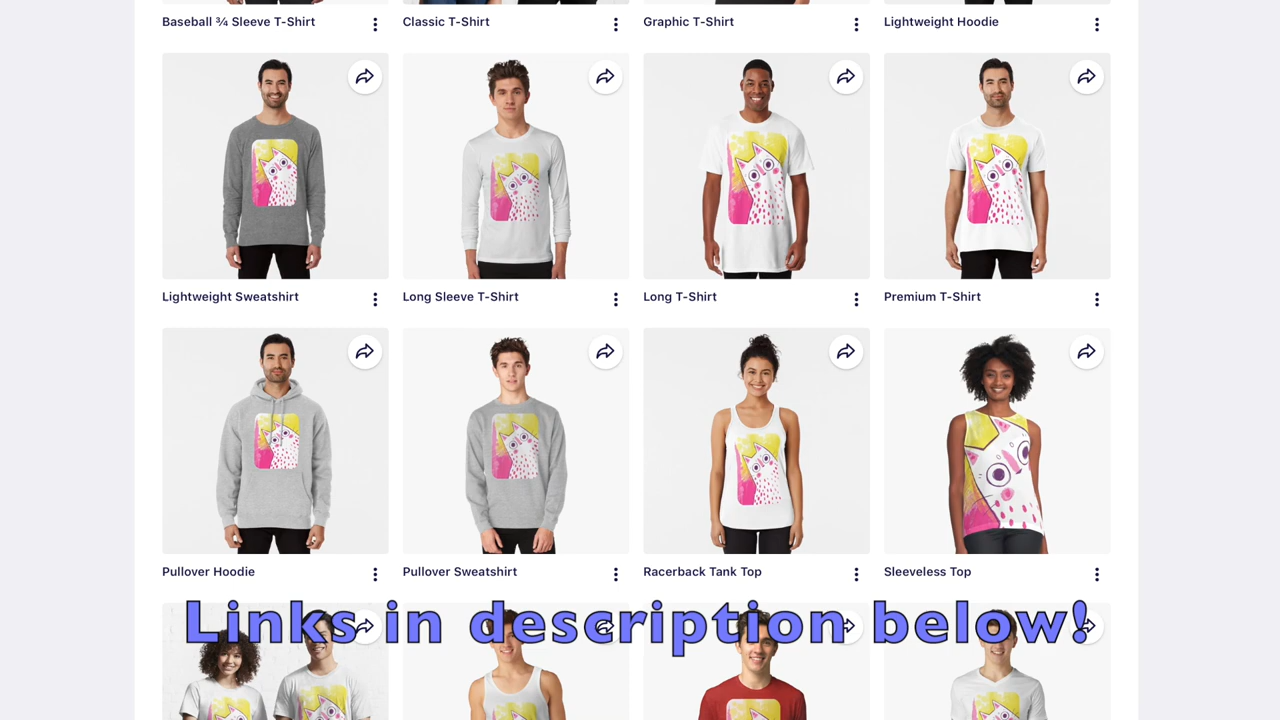 Baseball ¾ Sleeve T-Shirt
Classic T-Shirt
Graphic T-Shirt
Lightweight Hoodie
Lightweight Sweatshirt
Long Sleeve T-Shirt
Long T-Shirt
Premium T-Shirt
Pullover Hoodie
Pullover Sweatshirt
Racerback Tank Top
Sleeveless Top
Links in description below!